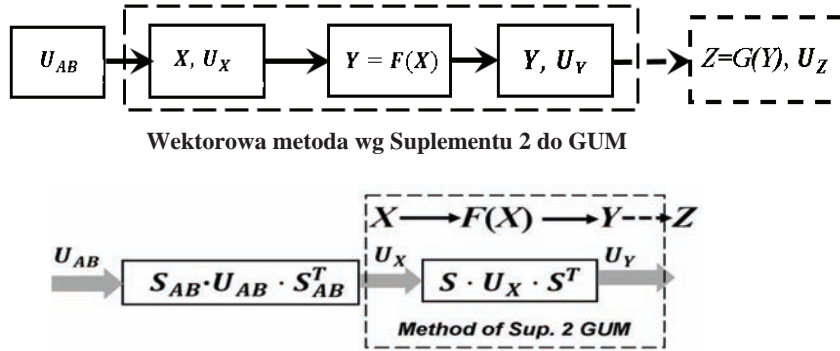 U_AB X, U_X Y = F(X) Y, U_Y Z=G(Y), U_Z
Wektorowa metoda wg Suplementu 2 do GUM
X F(X) Y Z
U_AB U_X U_Y
S_AB·U_AB · S_AB^T S · U_X · S^T
Method of Sup. 2 GUM